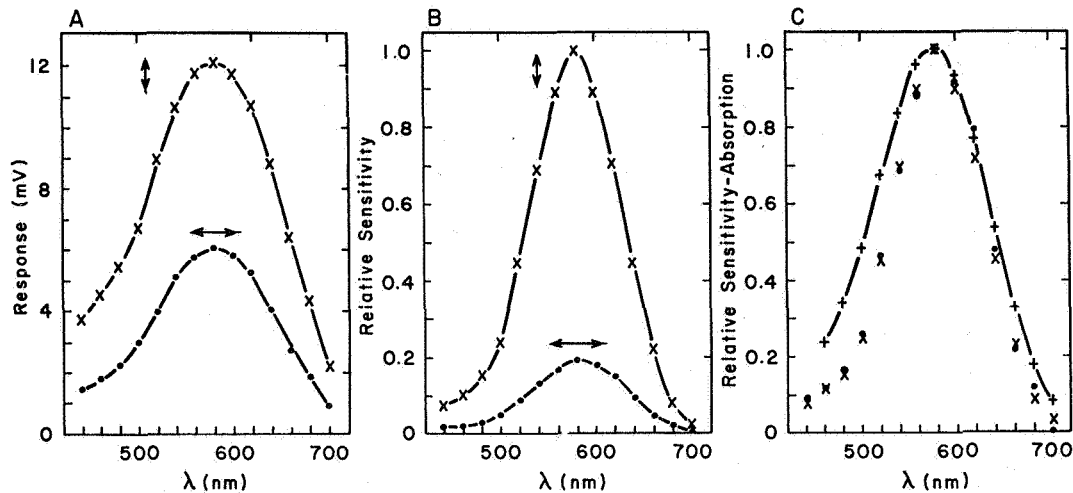 A
Response (mV)
12
8
4
0
500
600
700
λ (nm)
B
Relative Sensitivity
1.0
0.8
0.6
0.4
0.2
0
500
600
700
λ (nm)
C
Relative Sensitivity-Absorption
1.0
0.8
0.6
0.4
0.2
0
500
600
700
λ (nm)